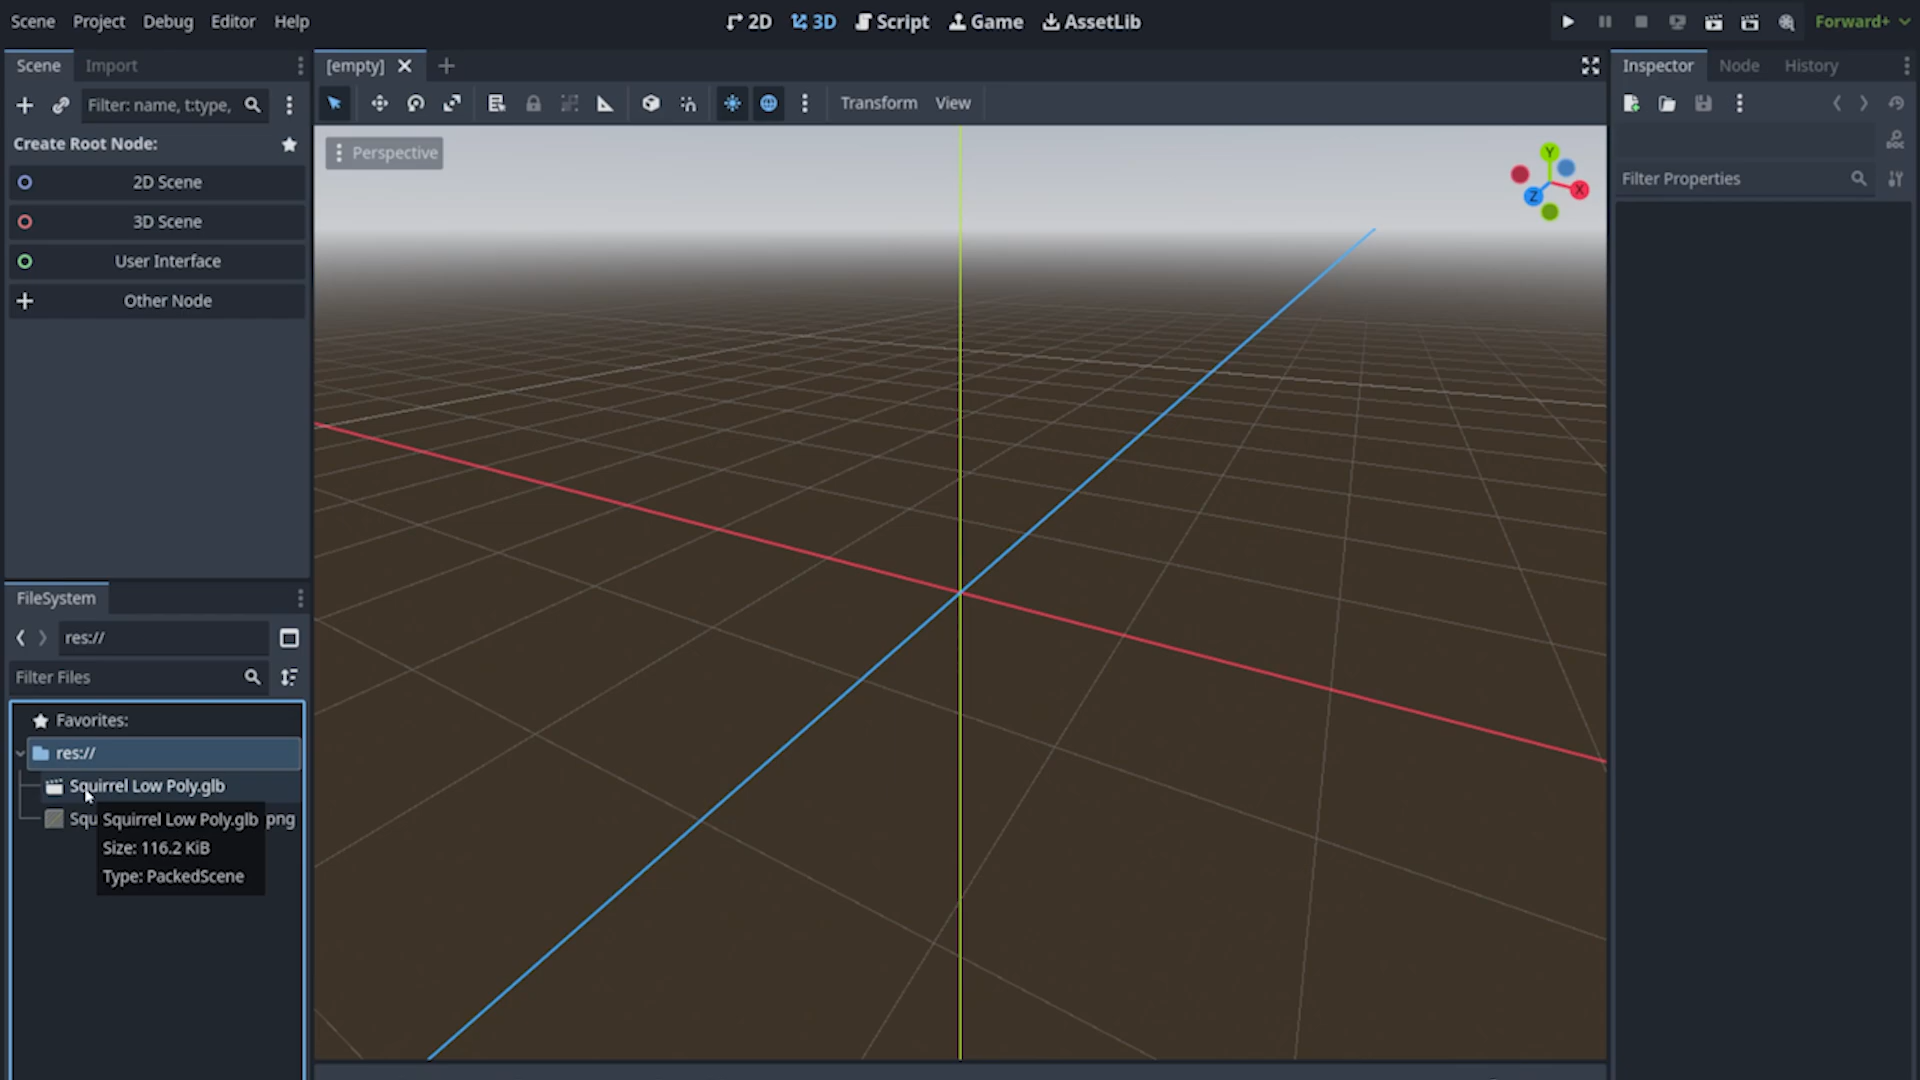 Scene Project Debug Editor Help
2D 3D Script Game AssetLib
Forward+
Scene Import
Filter: name, t:type,
Create Root Node:
2D Scene
3D Scene
User Interface
Other Node
[empty]
Transform View
Perspective
Y
X
Z
Inspector Node History
DOC
Filter Properties
FileSystem
res://
Filter Files
Favorites:
res://
Squirrel Low Poly.glb
Squ png
Squirrel Low Poly.glb
Size: 116.2 KiB
Type: PackedScene